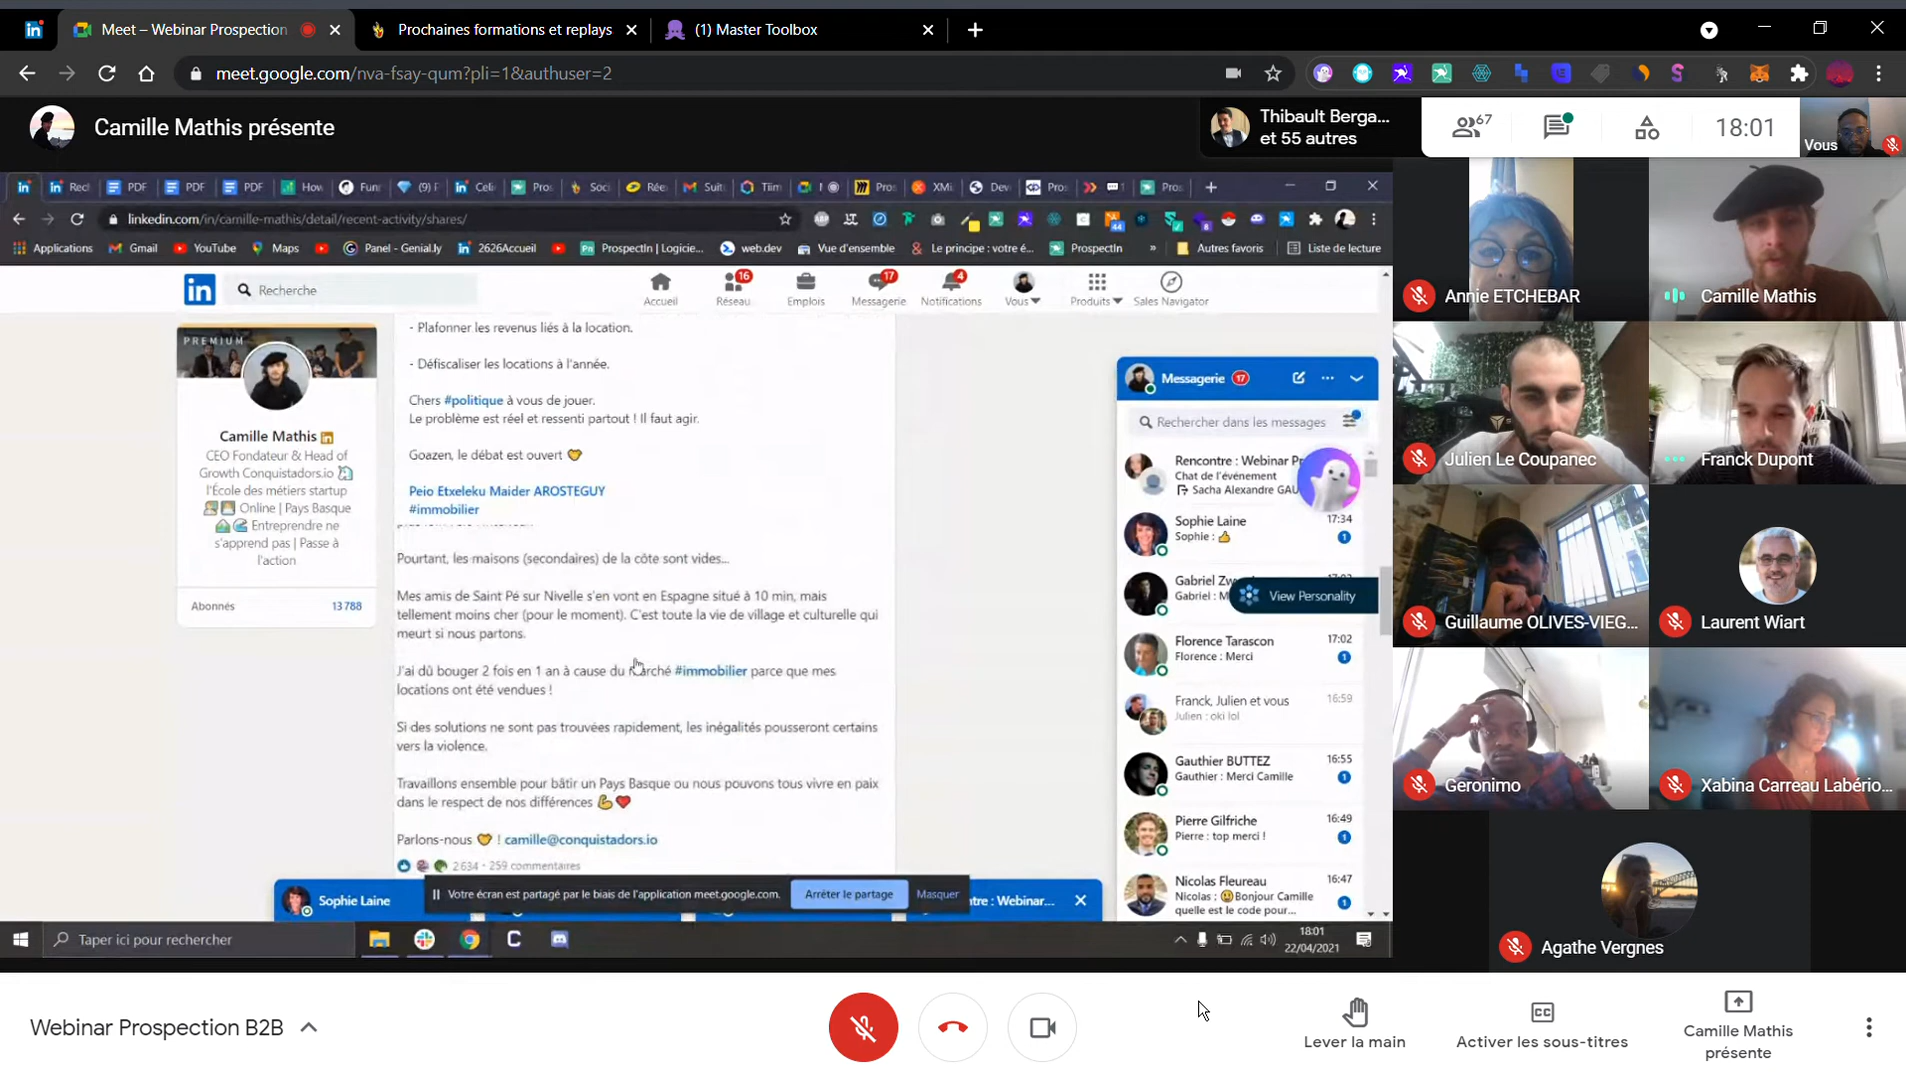 Meet – Webinar Prospection
Prochaines formations et replays
(1) Master Toolbox
meet.google.com/nva-fsay-qum?pli=1&authuser=2
Camille Mathis présente
Thibault Berga...
et 55 autres
67
18:01
Vous
PDF
PDF
PDF
linkedin.com/in/camille-mathis/detail/recent-activity/shares/
Applications
Gmail
YouTube
Maps
Panel - Genial.ly
2626Accueil
ProspectIn | Logicie...
web.dev
Vue d'ensemble
Le principe : votre é...
ProspectIn
»
Autres favoris
Liste de lecture
in
Recherche
Accueil
16
Réseau
Emplois
17
Messagerie
4
Notifications
Vous
Produits
Sales Navigator
PREMIUM
Camille Mathis
CEO Fondateur & Head of
Growth Conquistadors.io
l'École des métiers startup
Online | Pays Basque
Entreprendre ne
s'apprend pas | Passe à
l'action
Abonnés 13 788
- Plafonner les revenus liés à la location.
- Défiscaliser les locations à l'année.
Chers #politique à vous de jouer.
Le problème est réel et ressenti partout ! Il faut agir.
Goazen, le débat est ouvert
Peio Etxeleku Maider AROSTEGUY
#immobilier
Pourtant, les maisons (secondaires) de la côte sont vides...
Mes amis de Saint Pé sur Nivelle s'en vont en Espagne situé à 10 min, mais
tellement moins cher (pour le moment). C'est toute la vie de village et culturelle qui
meurt si nous partons.
J'ai dû bouger 2 fois en 1 an à cause du marché #immobilier parce que mes
locations ont été vendues !
Si des solutions ne sont pas trouvées rapidement, les inégalités pousseront certains
vers la violence.
Travaillons ensemble pour bâtir un Pays Basque ou nous pouvons tous vivre en paix
dans le respect de nos différences
Parlons-nous ! camille@conquistadors.io
2 634 · 259 commentaires
Messagerie 17
Rechercher dans les messages
Rencontre : Webinar Pr
Chat de l'événement
Sacha Alexandre GAU
Sophie Laine 17:34
Sophie : 1
Gabriel Zw
Gabriel : M
View Personality
Florence Tarascon 17:02
Florence : Merci 1
Franck, Julien et vous 16:59
Julien : oki lol
Gauthier BUTTEZ 16:55
Gauthier : Merci Camille 1
Pierre Gilfriche 16:49
Pierre : top merci ! 1
Nicolas Fleureau 16:47
Nicolas : Bonjour Camille
quelle est le code pour... 1
Sophie Laine
Votre écran est partagé par le biais de l'application meet.google.com.
Arrêter le partage
Masquer
ntre : Webinar...
Taper ici pour rechercher
18:01
22/04/2021
Annie ETCHEBAR
Camille Mathis
Julien Le Coupanec
Franck Dupont
Guillaume OLIVES-VIEG...
Laurent Wiart
Geronimo
Xabina Carreau Labério...
Agathe Vergnes
Webinar Prospection B2B
Lever la main
Activer les sous-titres
Camille Mathis
présente